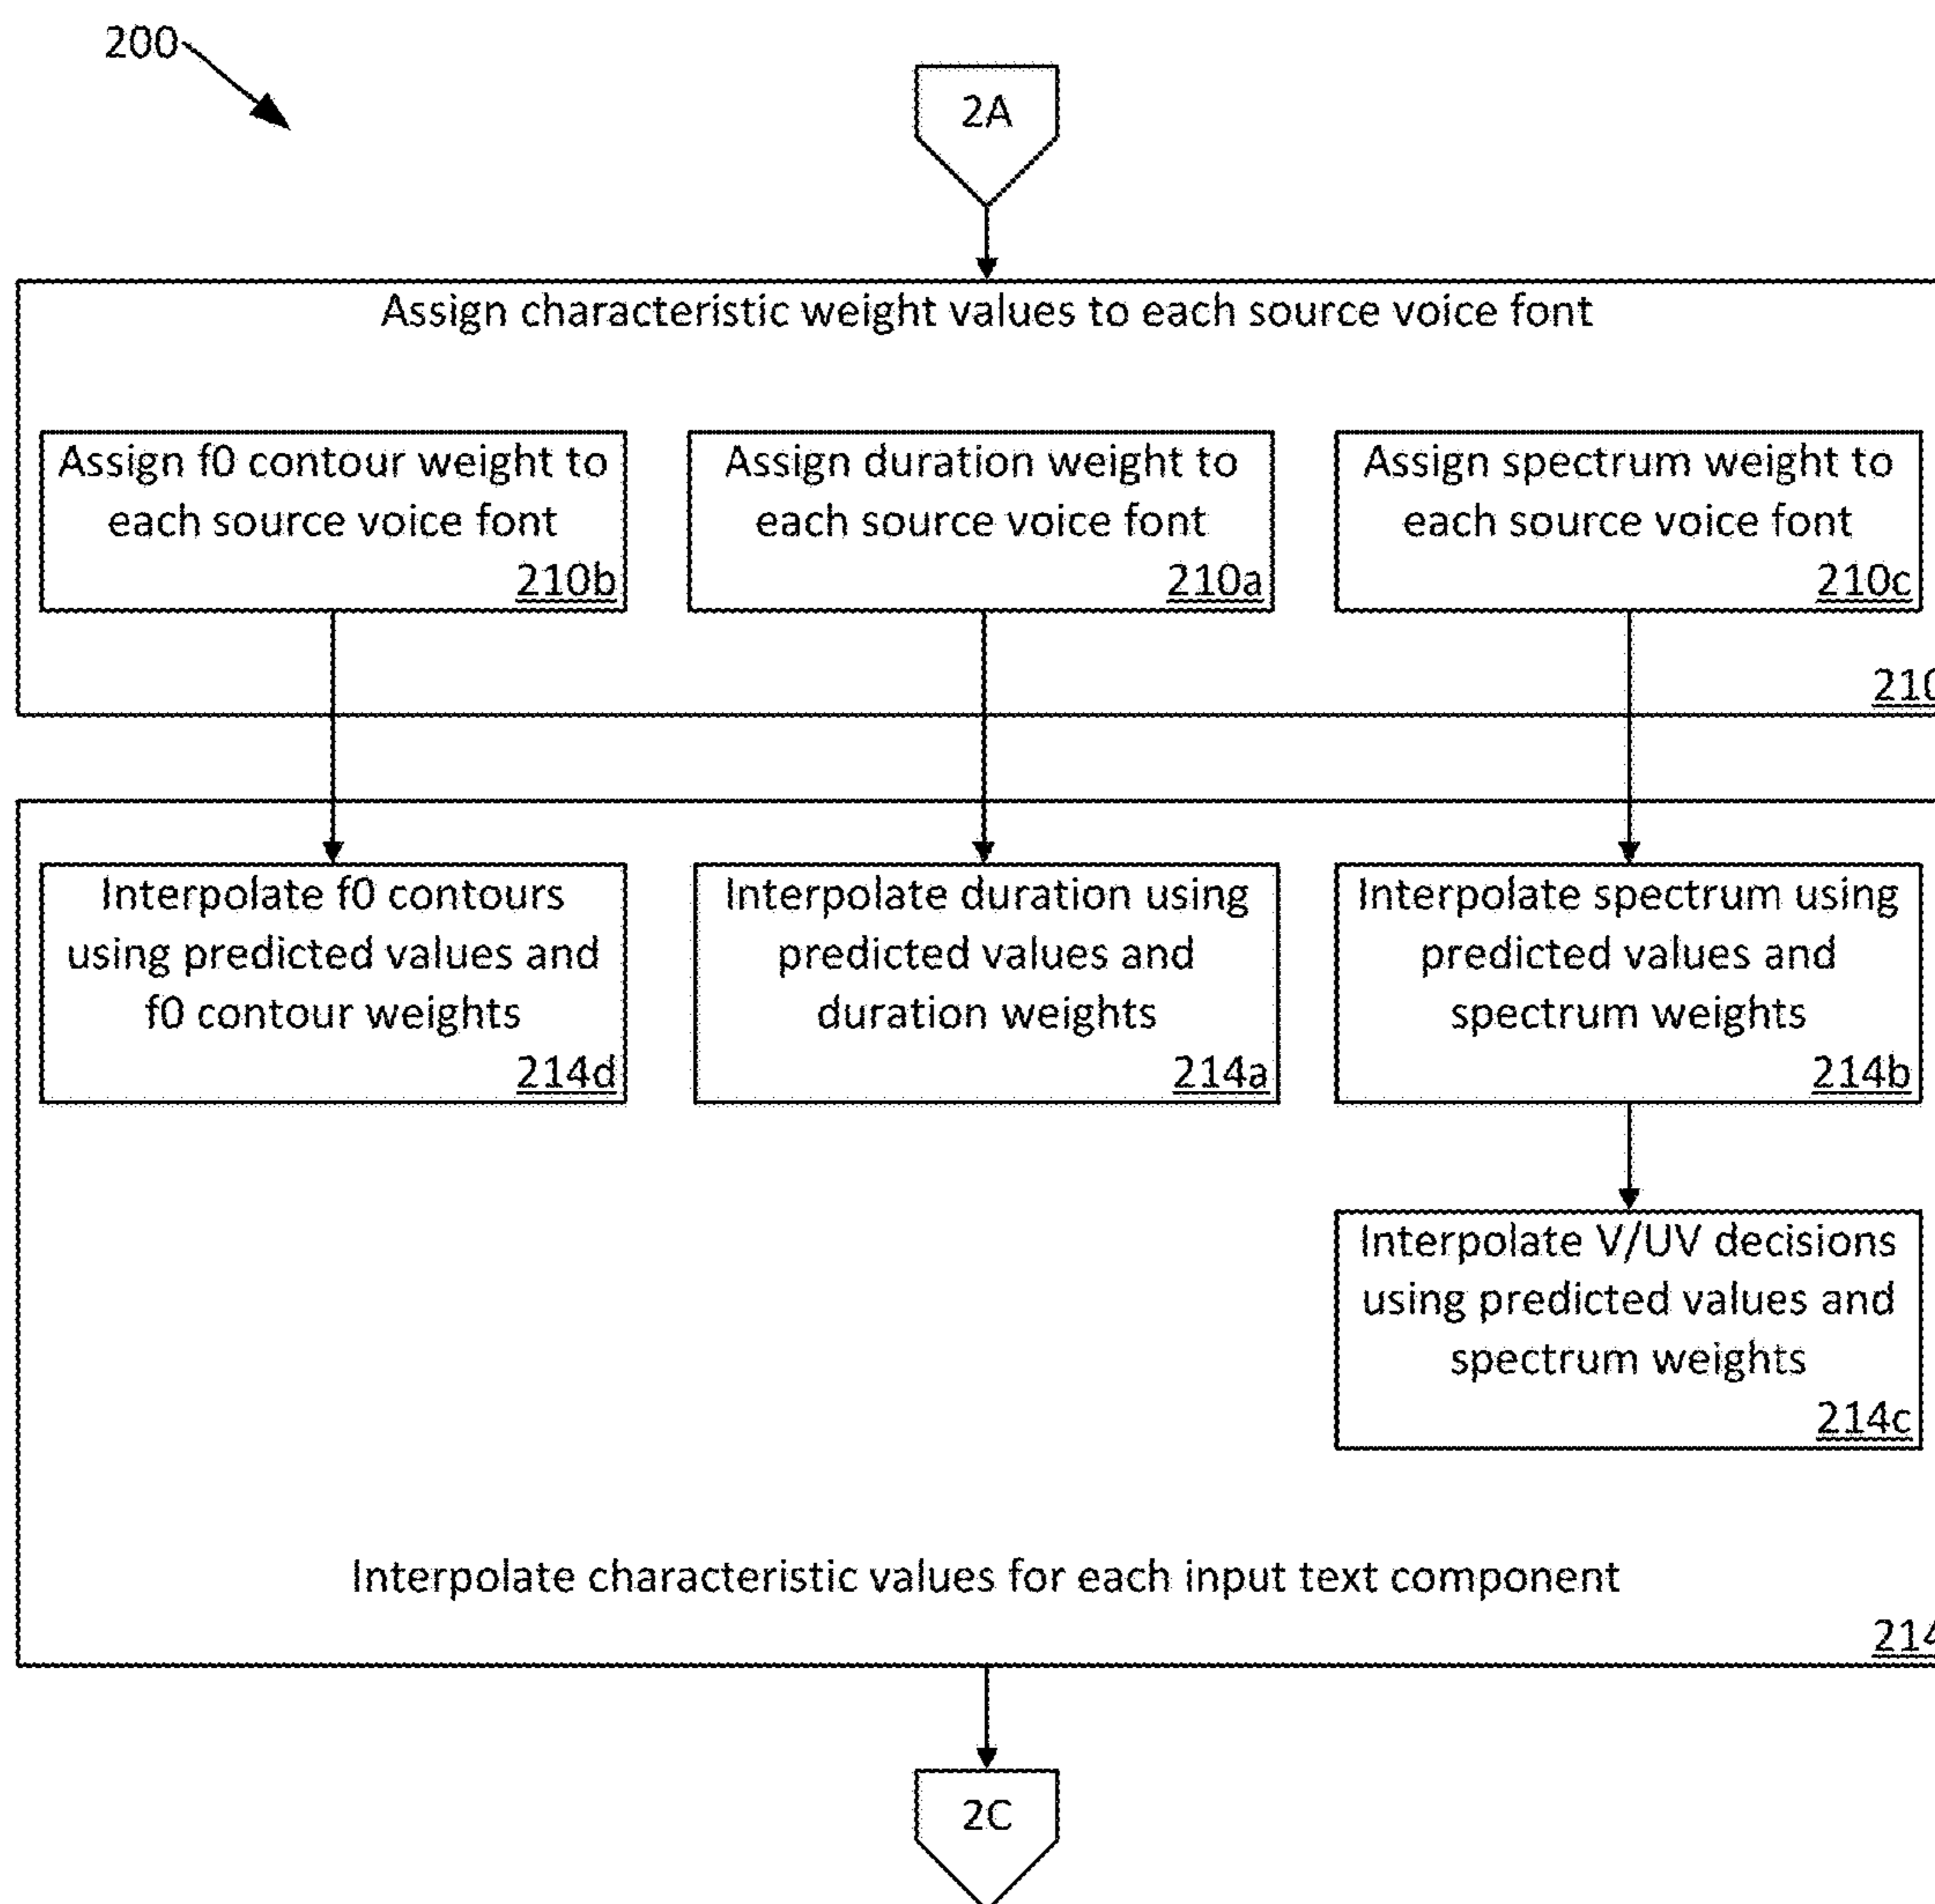 200
2A
Assign characteristic weight values to each source voice font
Assign f0 contour weight to
each source voice font
210b
Assign duration weight to
each source voice font
210a
Assign spectrum weight to
each source voice font
210c
210
Interpolate f0 contours
using predicted values and
f0 contour weights
214d
Interpolate duration using
predicted values and
duration weights
214a
Interpolate spectrum using
predicted values and
spectrum weights
214b
Interpolate V/UV decisions
using predicted values and
spectrum weights
214c
Interpolate characteristic values for each input text component
214
2C